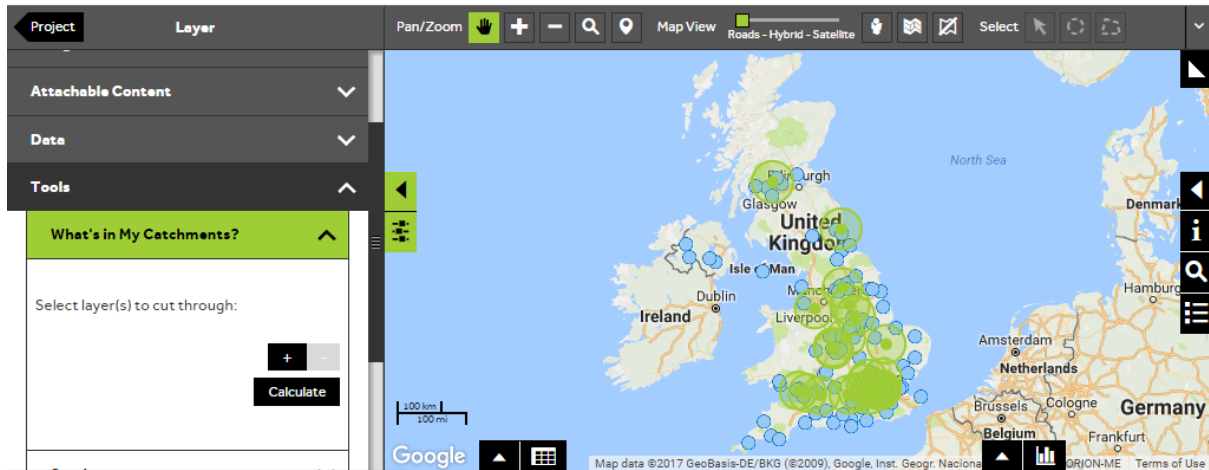 Project
Layer
Pan/Zoom
Map View
Roads - Hybrid - Satellite
Select
Attachable Content
Data
Tools
What's in My Catchments?
Select layer(s) to cut through:
+ -
Calculate
North Sea
Glasgow
United
Kingdom
Isle of Man
Dublin
Ireland
Liverpool
Denmark
Hamburg
Amsterdam
Netherlands
Brussels
Cologne
Belgium
Germany
Frankfurt
100 km
100 mi
Google
Map data ©2017 GeoBasis-DE/BKG (©2009), Google, Inst. Geogr. Naciona
ORION-ME
Terms of Use